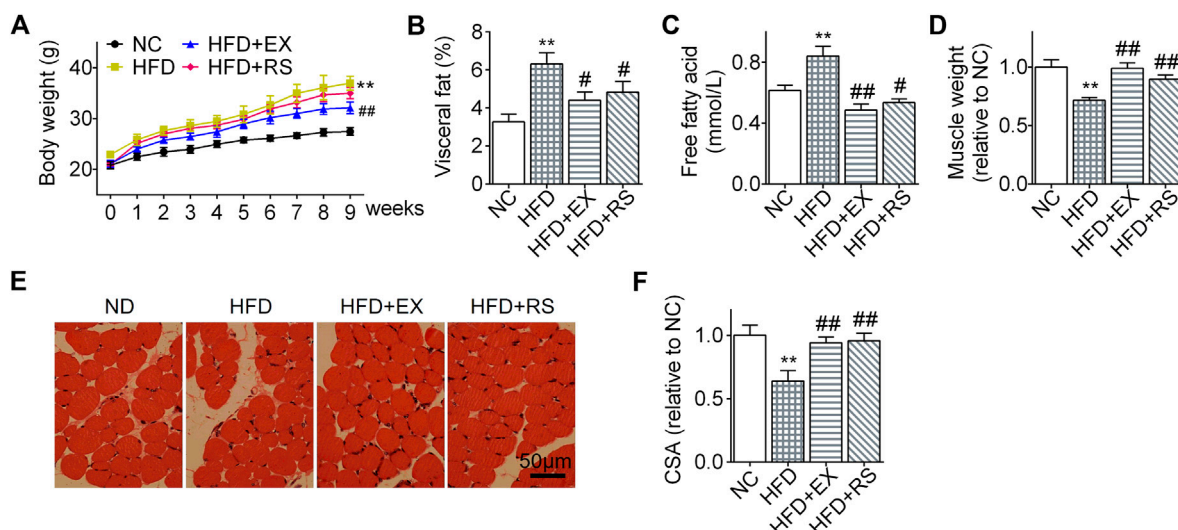 A
Body weight (g)
NC
HFD
HFD+EX
HFD+RS
40
30
20
0 1 2 3 4 5 6 7 8 9 weeks
**
##
B
Visceral fat (%)
8
6
4
2
0
**
#
#
NC
HFD
HFD+EX
HFD+RS
C
Free fatty acid
(mmol/L)
0.9
0.6
0.3
0.0
**
##
#
NC
HFD
HFD+EX
HFD+RS
D
Muscle weight
(relative to NC)
1.0
0.5
0.0
**
##
##
NC
HFD
HFD+EX
HFD+RS
E
ND
HFD
HFD+EX
HFD+RS
50μm
F
CSA (relative to NC)
1.0
0.5
0.0
**
##
##
NC
HFD
HFD+EX
HFD+RS